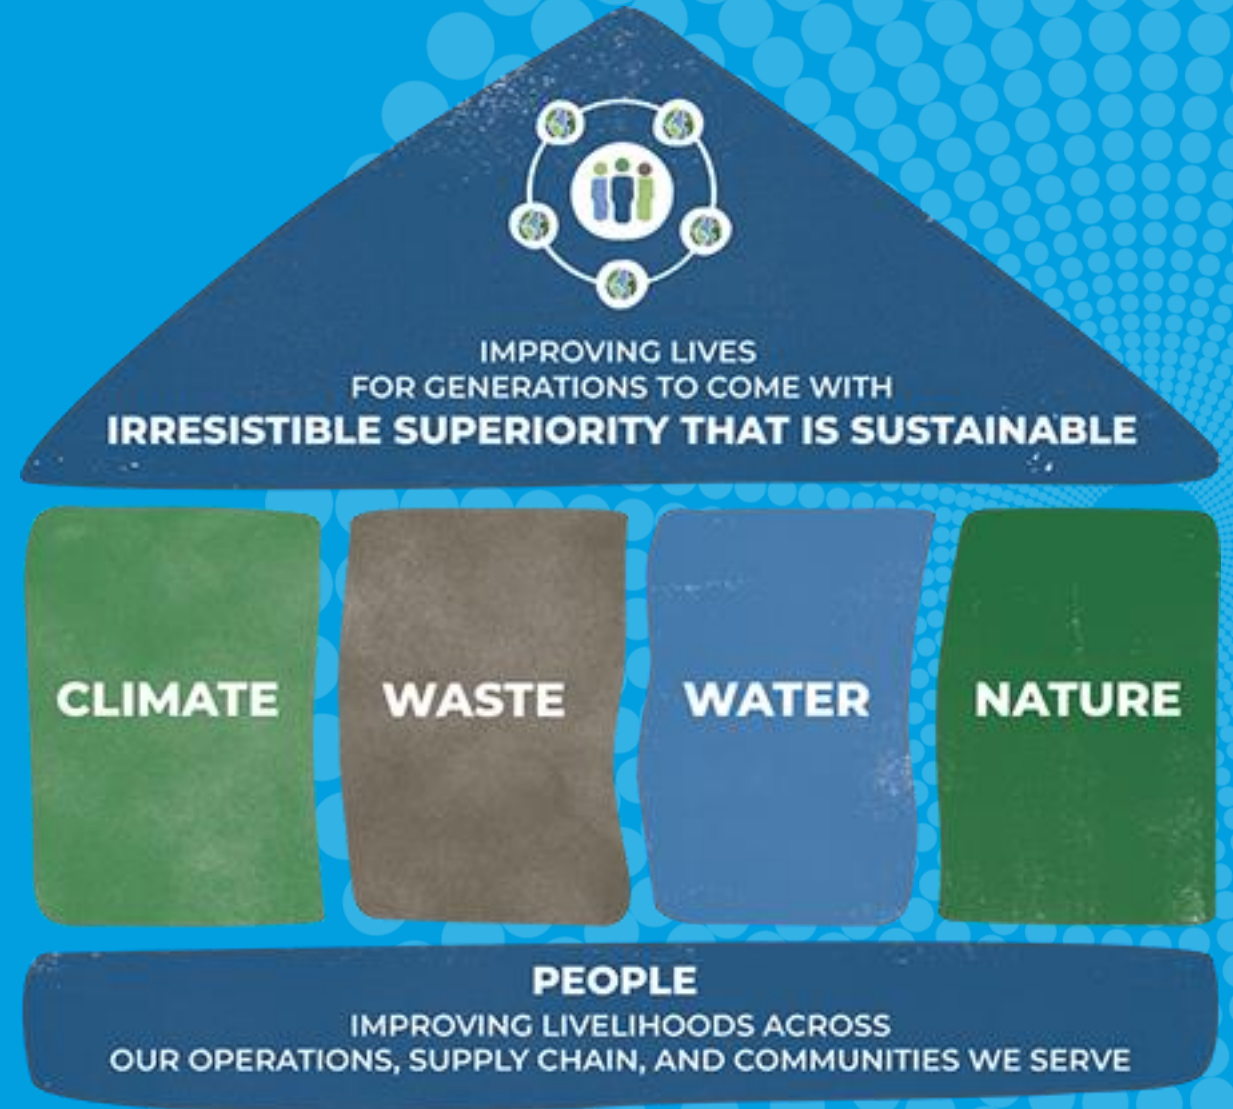 IMPROVING LIVES
FOR GENERATIONS TO COME WITH
IRRESISTIBLE SUPERIORITY THAT IS SUSTAINABLE
CLIMATE
WASTE
WATER
NATURE
PEOPLE
IMPROVING LIVELIHOODS ACROSS
OUR OPERATIONS, SUPPLY CHAIN, AND COMMUNITIES WE SERVE